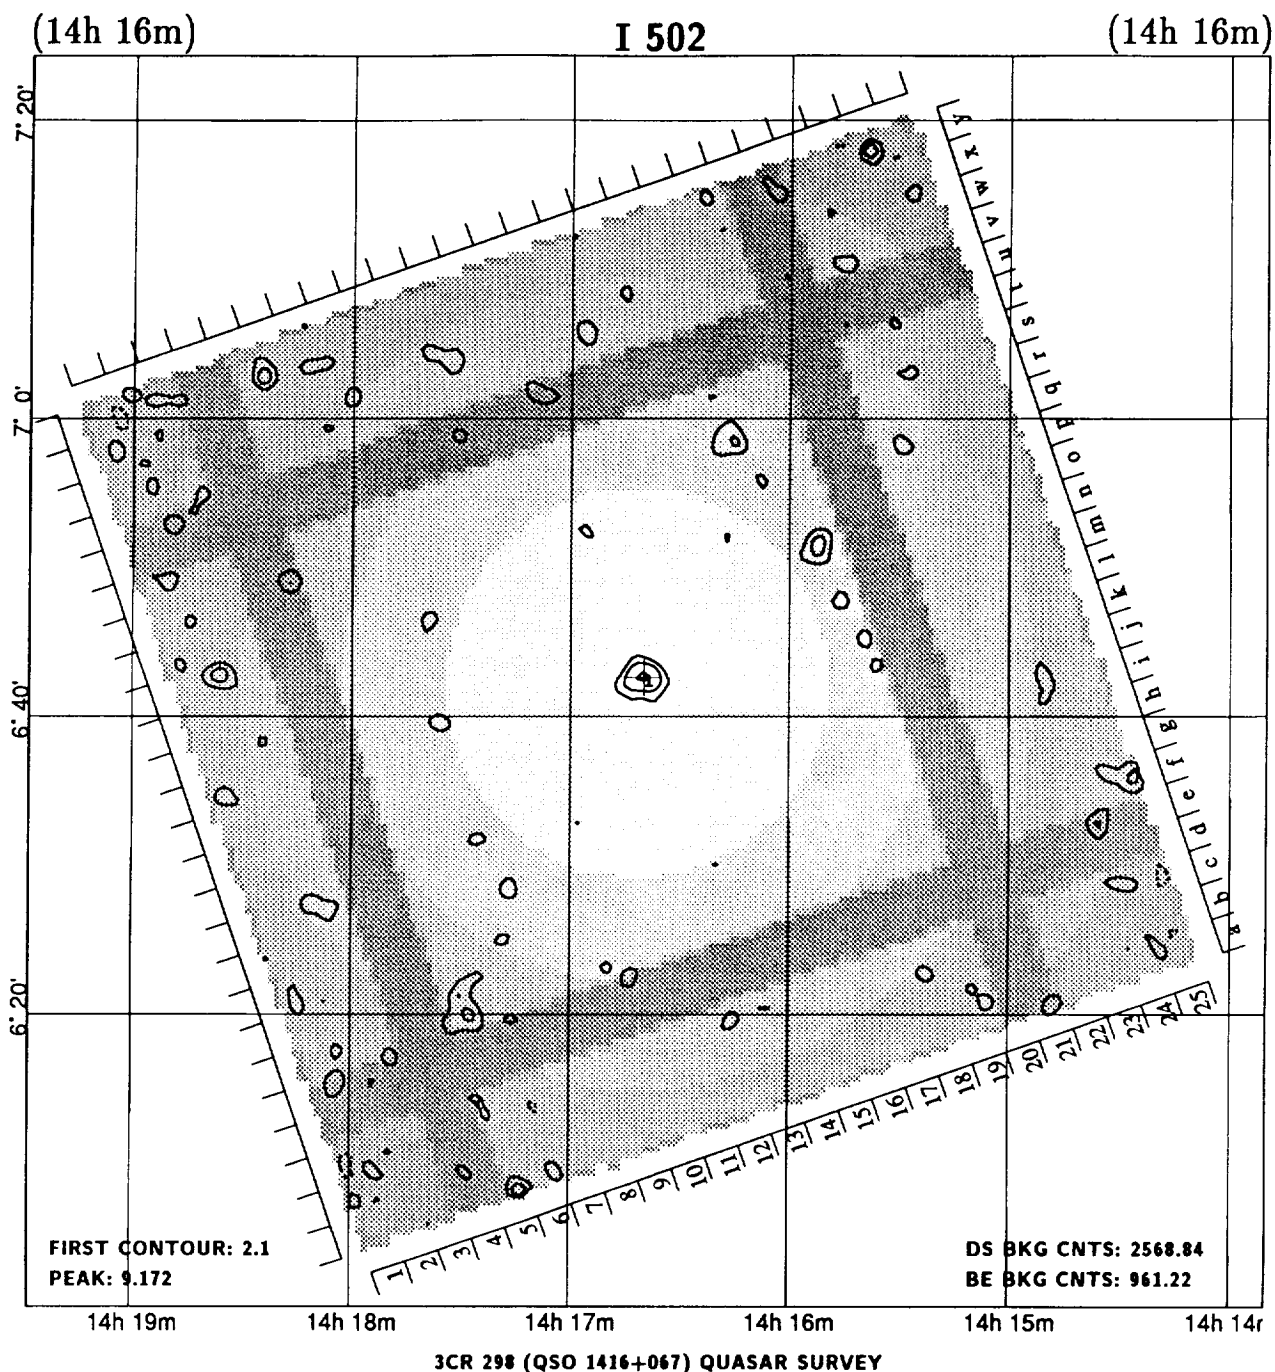 (14h 16m)
I 502
(14h 16m)
7° 20'
7° 0'
6° 40'
6° 20'
a b c d e f g h i j k l m n o p q r s t u v w x y
1 2 3 4 5 6 7 8 9 10 11 12 13 14 15 16 17 18 19 20 21 22 23 24 25
1
FIRST CONTOUR: 2.1
PEAK: 9.172
DS BKG CNTS: 2568.84
BE BKG CNTS: 961.22
14h 19m
14h 18m
14h 17m
14h 16m
14h 15m
14h 14
3CR 298 (QSO 1416+067) QUASAR SURVEY